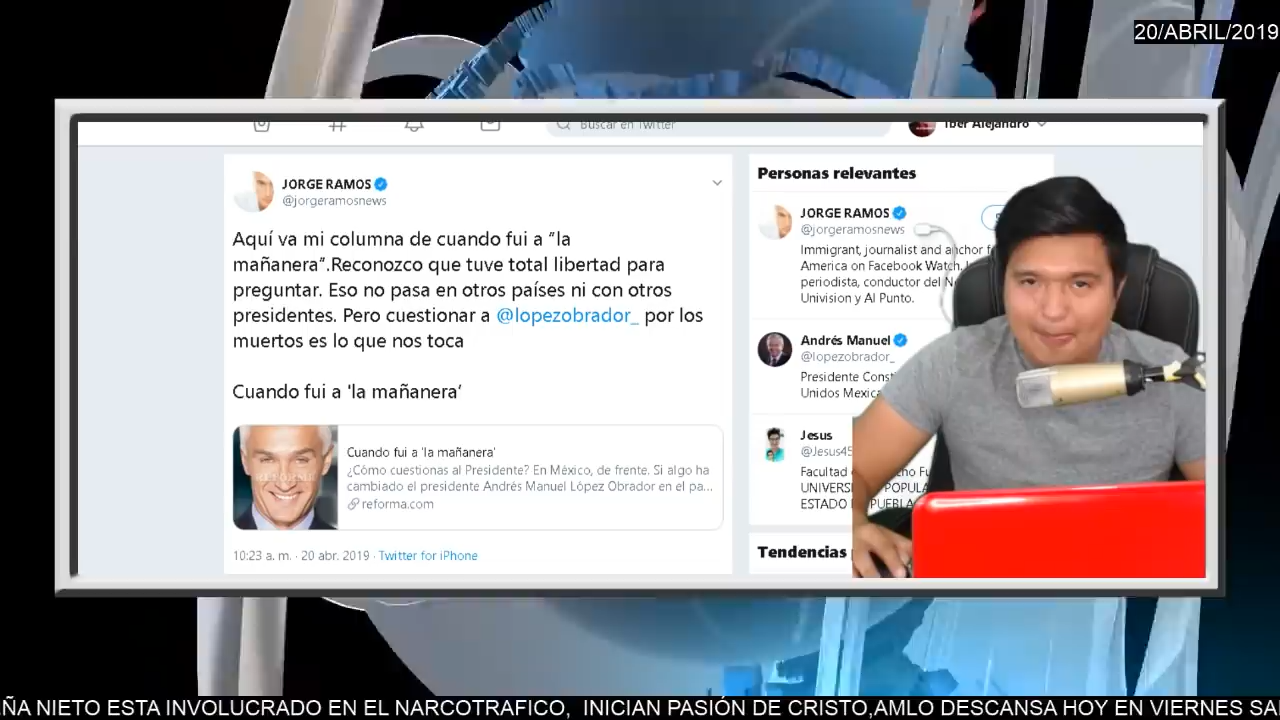 20/ABRIL/2019
Buscar en Twitter
Iber Alejandro
JORGE RAMOS
@jorgeramosnews
Aquí va mi columna de cuando fui a “la
mañanera”.Reconozco que tuve total libertad para
preguntar. Eso no pasa en otros países ni con otros
presidentes. Pero cuestionar a @lopezobrador_ por los
muertos es lo que nos toca
Cuando fui a 'la mañanera'
Cuando fui a 'la mañanera'
¿Cómo cuestionas al Presidente? En México, de frente. Si algo ha
cambiado el presidente Andrés Manuel López Obrador en el pa...
reforma.com
10:23 a. m. · 20 abr. 2019 · Twitter for iPhone
Personas relevantes
JORGE RAMOS
@jorgeramosnews
Immigrant, journalist and anchor f
America on Facebook Watch.
periodista, conductor del N
Univision y Al Punto.
Andrés Manuel
@lopezobrador_
Presidente Const
Unidos Mexica
Jesus
@Jesus45
Facultad
UNIVERS POPULA
ESTADO PUEBLA
Tendencias
ÑA NIETO ESTA INVOLUCRADO EN EL NARCOTRAFICO, INICIAN PASIÓN DE CRISTO,AMLO DESCANSA HOY EN VIERNES SA